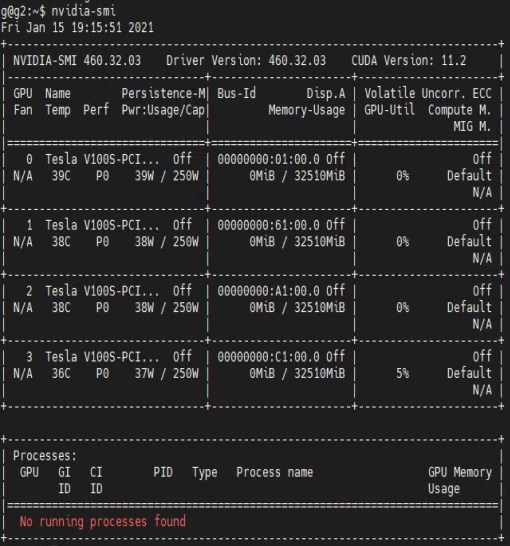 g@g2:~$ nvidia-smi
Fri Jan 15 19:15:51 2021
+-----------------------------------------------------------------------------+
| NVIDIA-SMI 460.32.03    Driver Version: 460.32.03    CUDA Version: 11.2     |
|-------------------------------+----------------------+----------------------+
| GPU  Name        Persistence-M| Bus-Id        Disp.A | Volatile Uncorr. ECC |
| Fan  Temp  Perf  Pwr:Usage/Cap|         Memory-Usage | GPU-Util  Compute M. |
|                               |                      |               MIG M. |
|===============================+======================+======================|
|   0  Tesla V100S-PCI...  Off  | 00000000:01:00.0 Off |                  Off |
| N/A   39C    P0    39W / 250W |      0MiB / 32510MiB |      0%      Default |
|                               |                      |                  N/A |
+-------------------------------+----------------------+----------------------+
|   1  Tesla V100S-PCI...  Off  | 00000000:61:00.0 Off |                  Off |
| N/A   38C    P0    38W / 250W |      0MiB / 32510MiB |      0%      Default |
|                               |                      |                  N/A |
+-------------------------------+----------------------+----------------------+
|   2  Tesla V100S-PCI...  Off  | 00000000:A1:00.0 Off |                  Off |
| N/A   38C    P0    38W / 250W |      0MiB / 32510MiB |      0%      Default |
|                               |                      |                  N/A |
+-------------------------------+----------------------+----------------------+
|   3  Tesla V100S-PCI...  Off  | 00000000:C1:00.0 Off |                  Off |
| N/A   36C    P0    37W / 250W |      0MiB / 32510MiB |      5%      Default |
|                               |                      |                  N/A |
+-------------------------------+----------------------+----------------------+

+-----------------------------------------------------------------------------+
| Processes:                                                                  |
|  GPU   GI   CI        PID   Type   Process name                  GPU Memory |
|        ID   ID                                                   Usage      |
|=============================================================================|
|  No running processes found                                                 |
+-----------------------------------------------------------------------------+